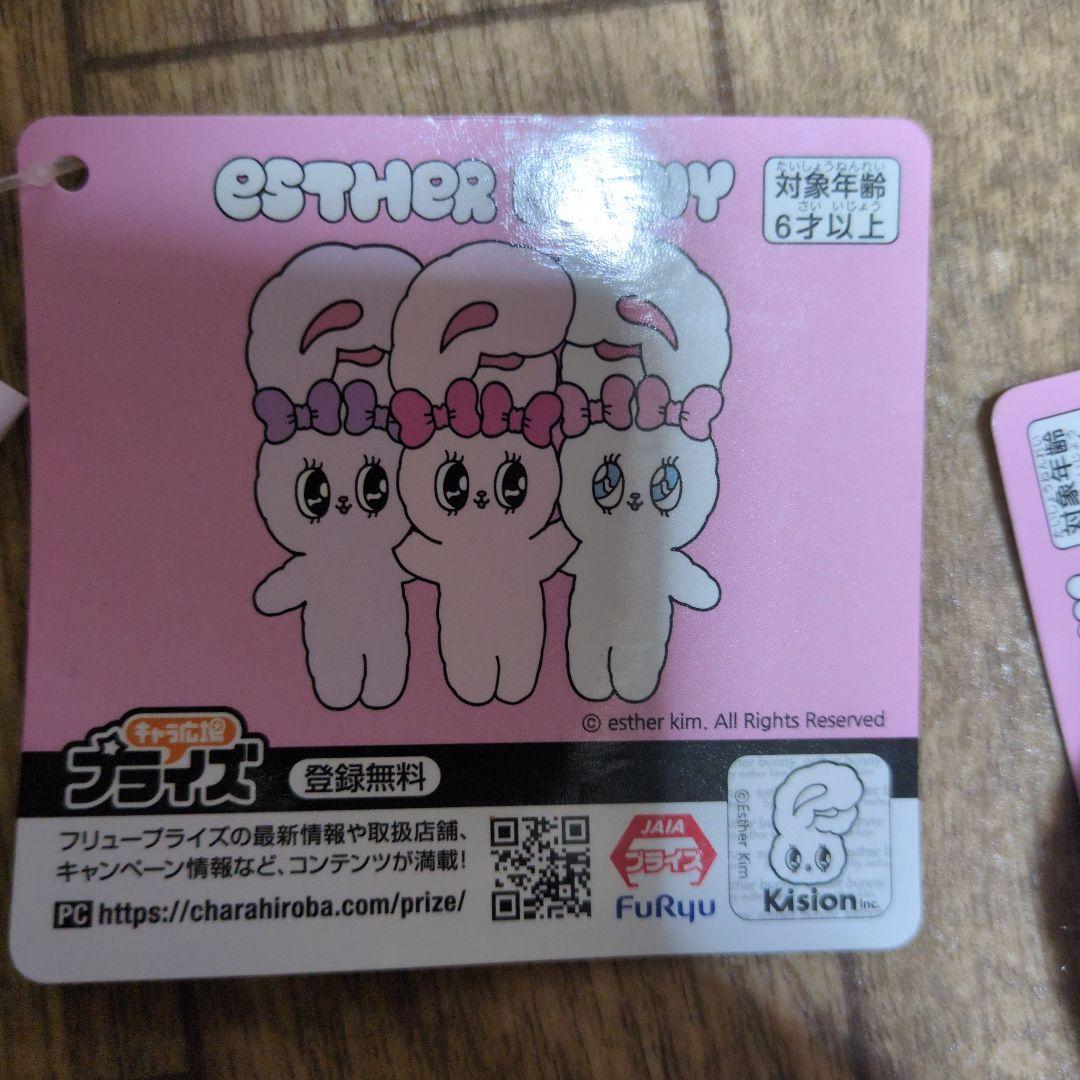 esther bunny
たいしょうねんれい
対象年齢
さい いじょう
6才以上
© esther kim. All Rights Reserved
キャラ広場
プライズ
登録無料
フリュープライズの最新情報や取扱店舗、
キャンペーン情報など、コンテンツが満載!
PC https://charahiroba.com/prize/
JAIA
プライズ
FuRyu
©Esther Kim
Kision Inc.
対象年齢